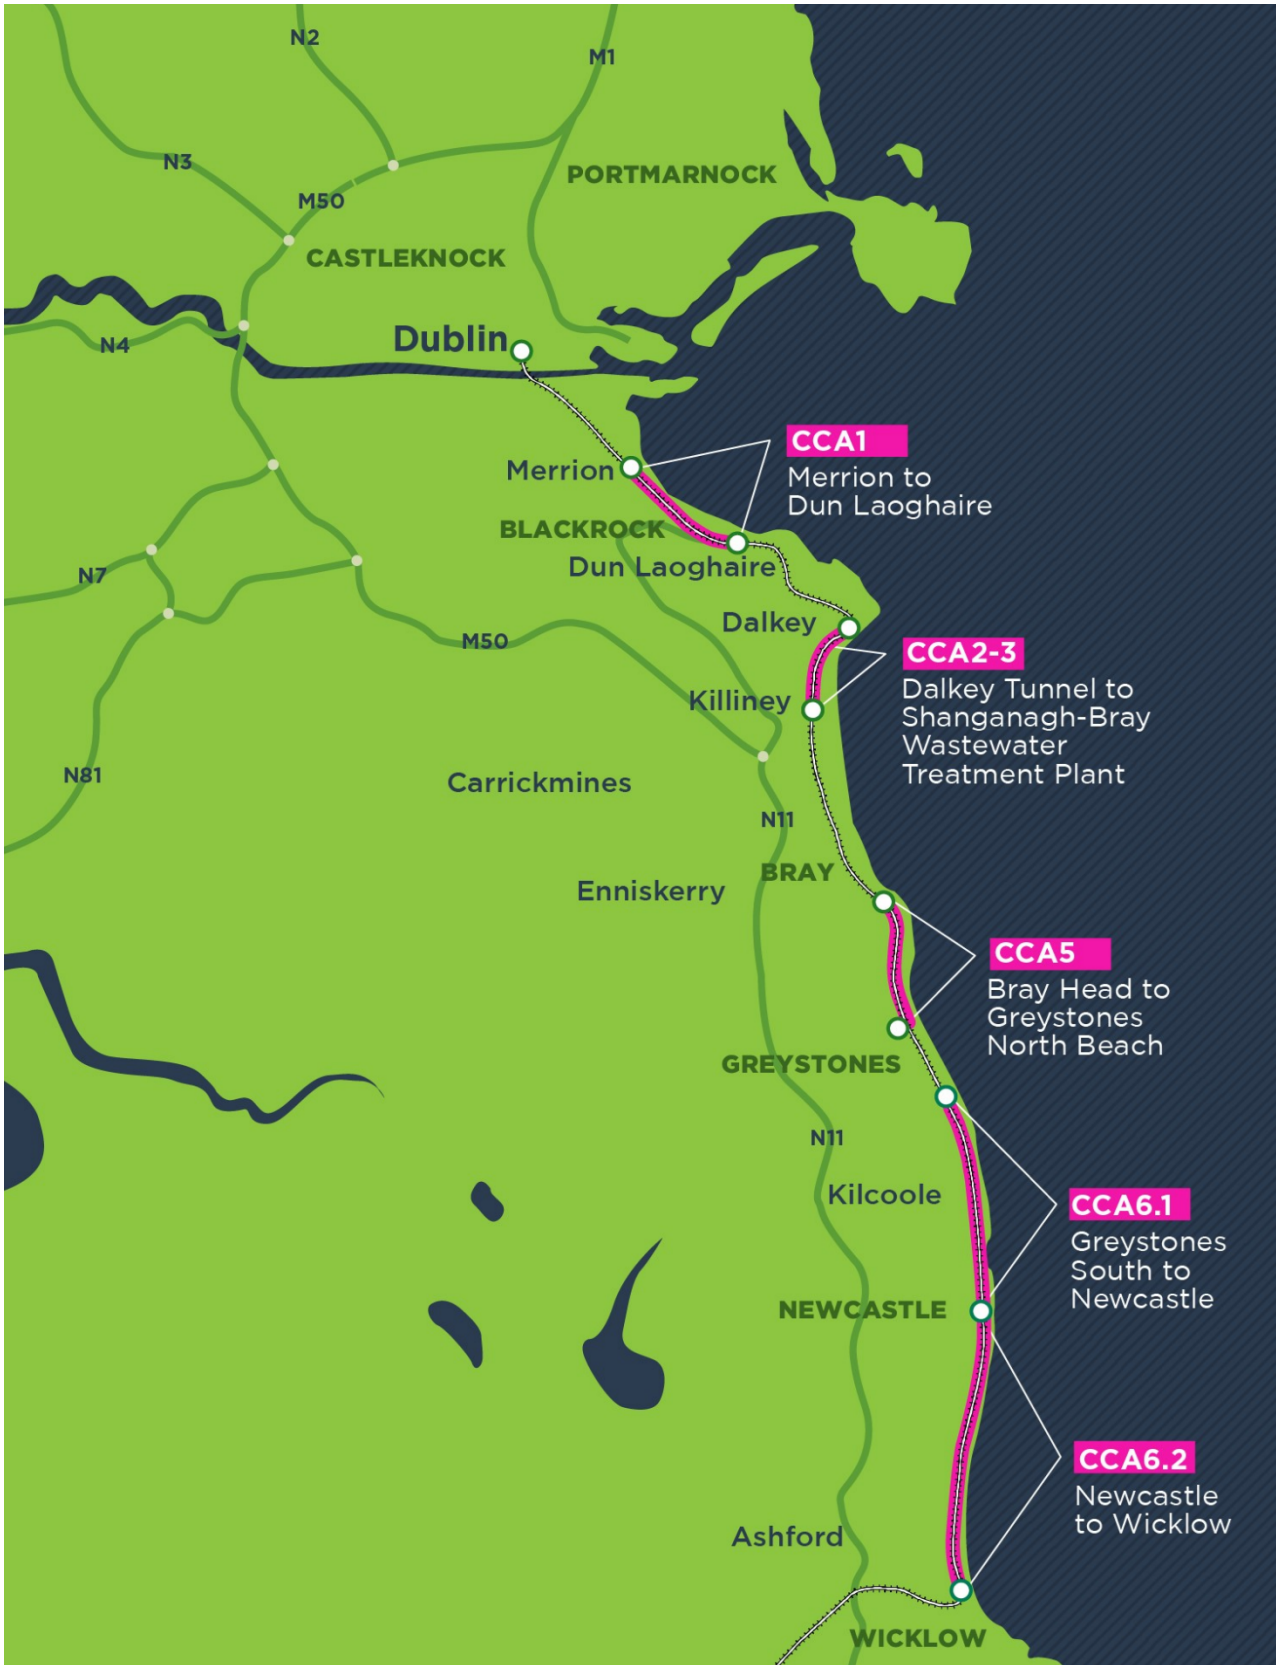 N2
M1
N3
PORTMARNOCK
M50
CASTLEKNOCK
Dublin
N4
CCA1
Merrion to
Dun Laoghaire
Merrion
BLACKROCK
Dun Laoghaire
N7
Dalkey
M50
CCA2-3
Dalkey Tunnel to
Shanganagh-Bray
Wastewater
Treatment Plant
Killiney
N81
Carrickmines
N11
BRAY
Enniskerry
CCA5
Bray Head to
Greystones
North Beach
GREYSTONES
N11
Kilcoole
CCA6.1
Greystones
South to
Newcastle
NEWCASTLE
CCA6.2
Newcastle
to Wicklow
Ashford
WICKLOW